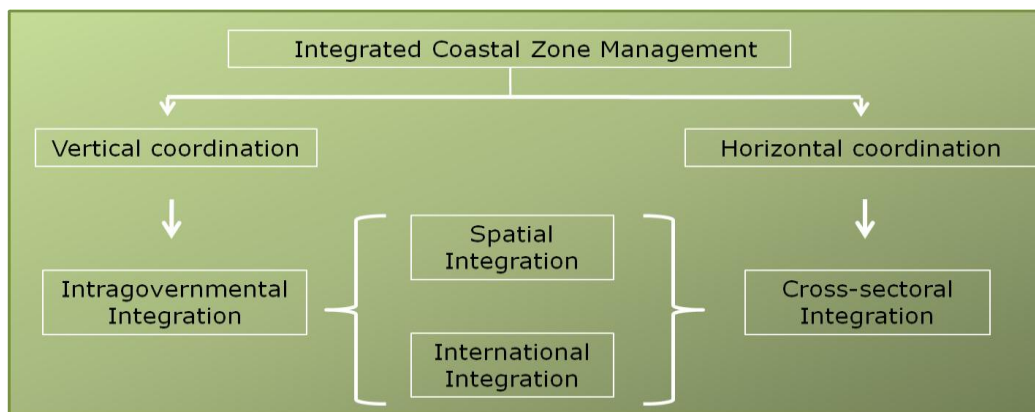 Integrated Coastal Zone Management
Vertical coordination
Horizontal coordination
Spatial
Integration
Intragovernmental
Integration
Cross-sectoral
Integration
International
Integration